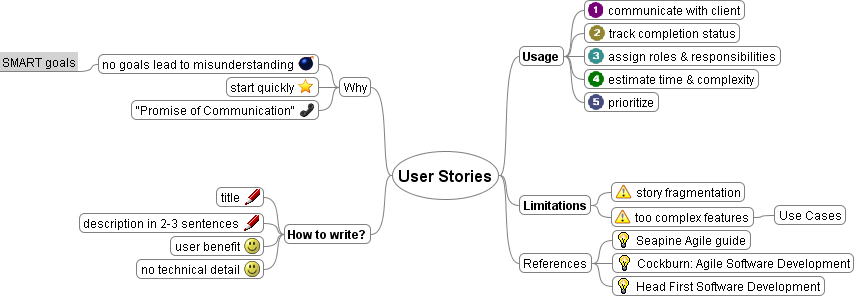 User Stories
Why
no goals lead to misunderstanding
SMART goals
start quickly
"Promise of Communication"
How to write?
title
description in 2-3 sentences
user benefit
no technical detail
Usage
1 communicate with client
2 track completion status
3 assign roles & responsibilities
4 estimate time & complexity
5 prioritize
Limitations
story fragmentation
too complex features
Use Cases
References
Seapine Agile guide
Cockburn: Agile Software Development
Head First Software Development